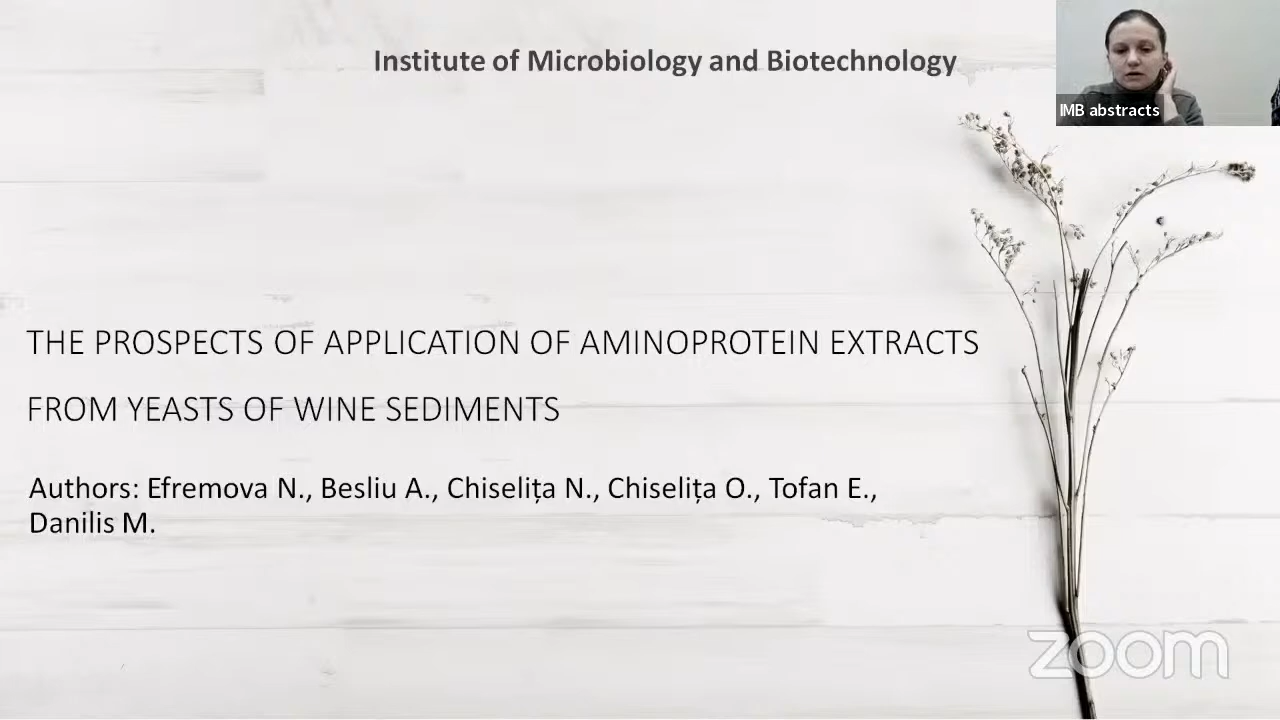 Institute of Microbiology and Biotechnology
IMB abstracts
THE PROSPECTS OF APPLICATION OF AMINOPROTEIN EXTRACTS
FROM YEASTS OF WINE SEDIMENTS
Authors: Efremova N., Besliu A., Chiselița N., Chiselița O., Tofan E.,
Danilis M.
zoom